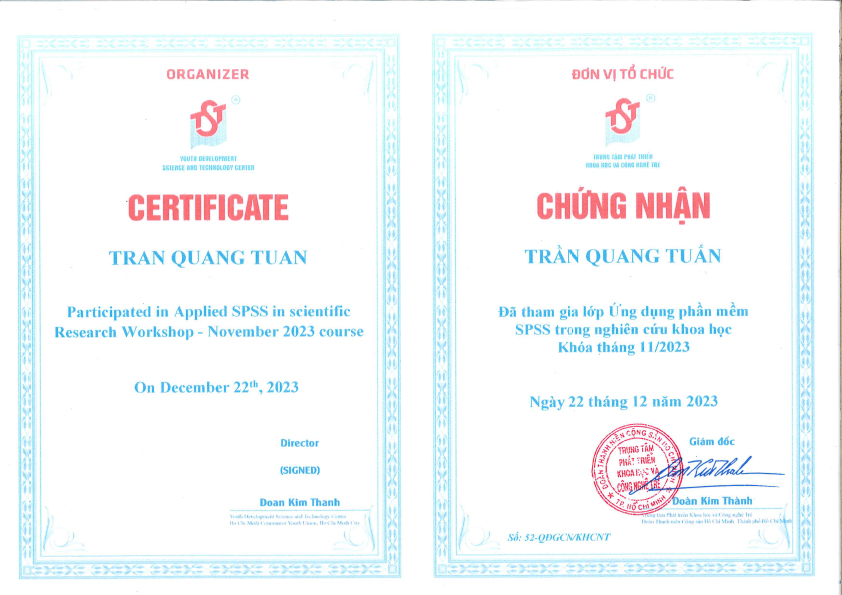 ORGANIZER
TST
®
YOUTH DEVELOPMENT
SCIENCE AND TECHNOLOGY CENTER
CERTIFICATE
TRAN QUANG TUAN
Participated in Applied SPSS in scientific
Research Workshop - November 2023 course
On December 22th, 2023
Director
(SIGNED)
Doan Kim Thanh
Youth Development Science and Technology Center
Ho Chi Minh Communist Youth Union, Ho Chi Minh City
ĐƠN VỊ TỔ CHỨC
TST
®
TRUNG TÂM PHÁT TRIỂN
KHOA HỌC VÀ CÔNG NGHỆ TRẺ
CHỨNG NHẬN
TRẦN QUANG TUẤN
Đã tham gia lớp Ứng dụng phần mềm
SPSS trong nghiên cứu khoa học
Khóa tháng 11/2023
Ngày 22 tháng 12 năm 2023
Giám đốc
ĐOÀN THANH NIÊN CỘNG SẢN HỒ CHÍ MINH
TRUNG TÂM
PHÁT TRIỂN
KHOA HỌC VÀ
CÔNG NGHỆ TRẺ
TP. HỒ CHÍ MINH
Đoàn Kim Thành
Trung tâm Phát triển Khoa học và Công nghệ Trẻ
Đoàn Thanh niên Cộng sản Hồ Chí Minh, Thành phố Hồ Chí Minh
Số: 52-QĐGCN/KHCNT